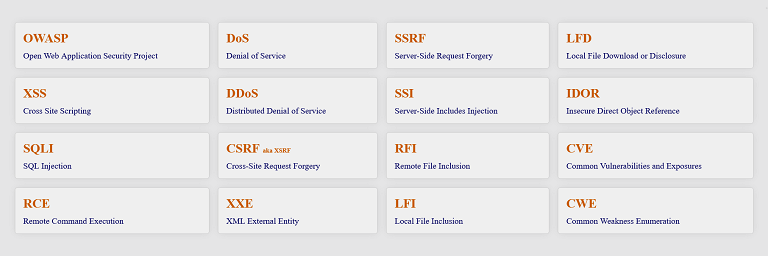 OWASP
Open Web Application Security Project
DoS
Denial of Service
SSRF
Server-Side Request Forgery
LFD
Local File Download or Disclosure
XSS
Cross Site Scripting
DDoS
Distributed Denial of Service
SSI
Server-Side Includes Injection
IDOR
Insecure Direct Object Reference
SQLI
SQL Injection
CSRF aka XSRF
Cross-Site Request Forgery
RFI
Remote File Inclusion
CVE
Common Vulnerabilities and Exposures
RCE
Remote Command Execution
XXE
XML External Entity
LFI
Local File Inclusion
CWE
Common Weakness Enumeration